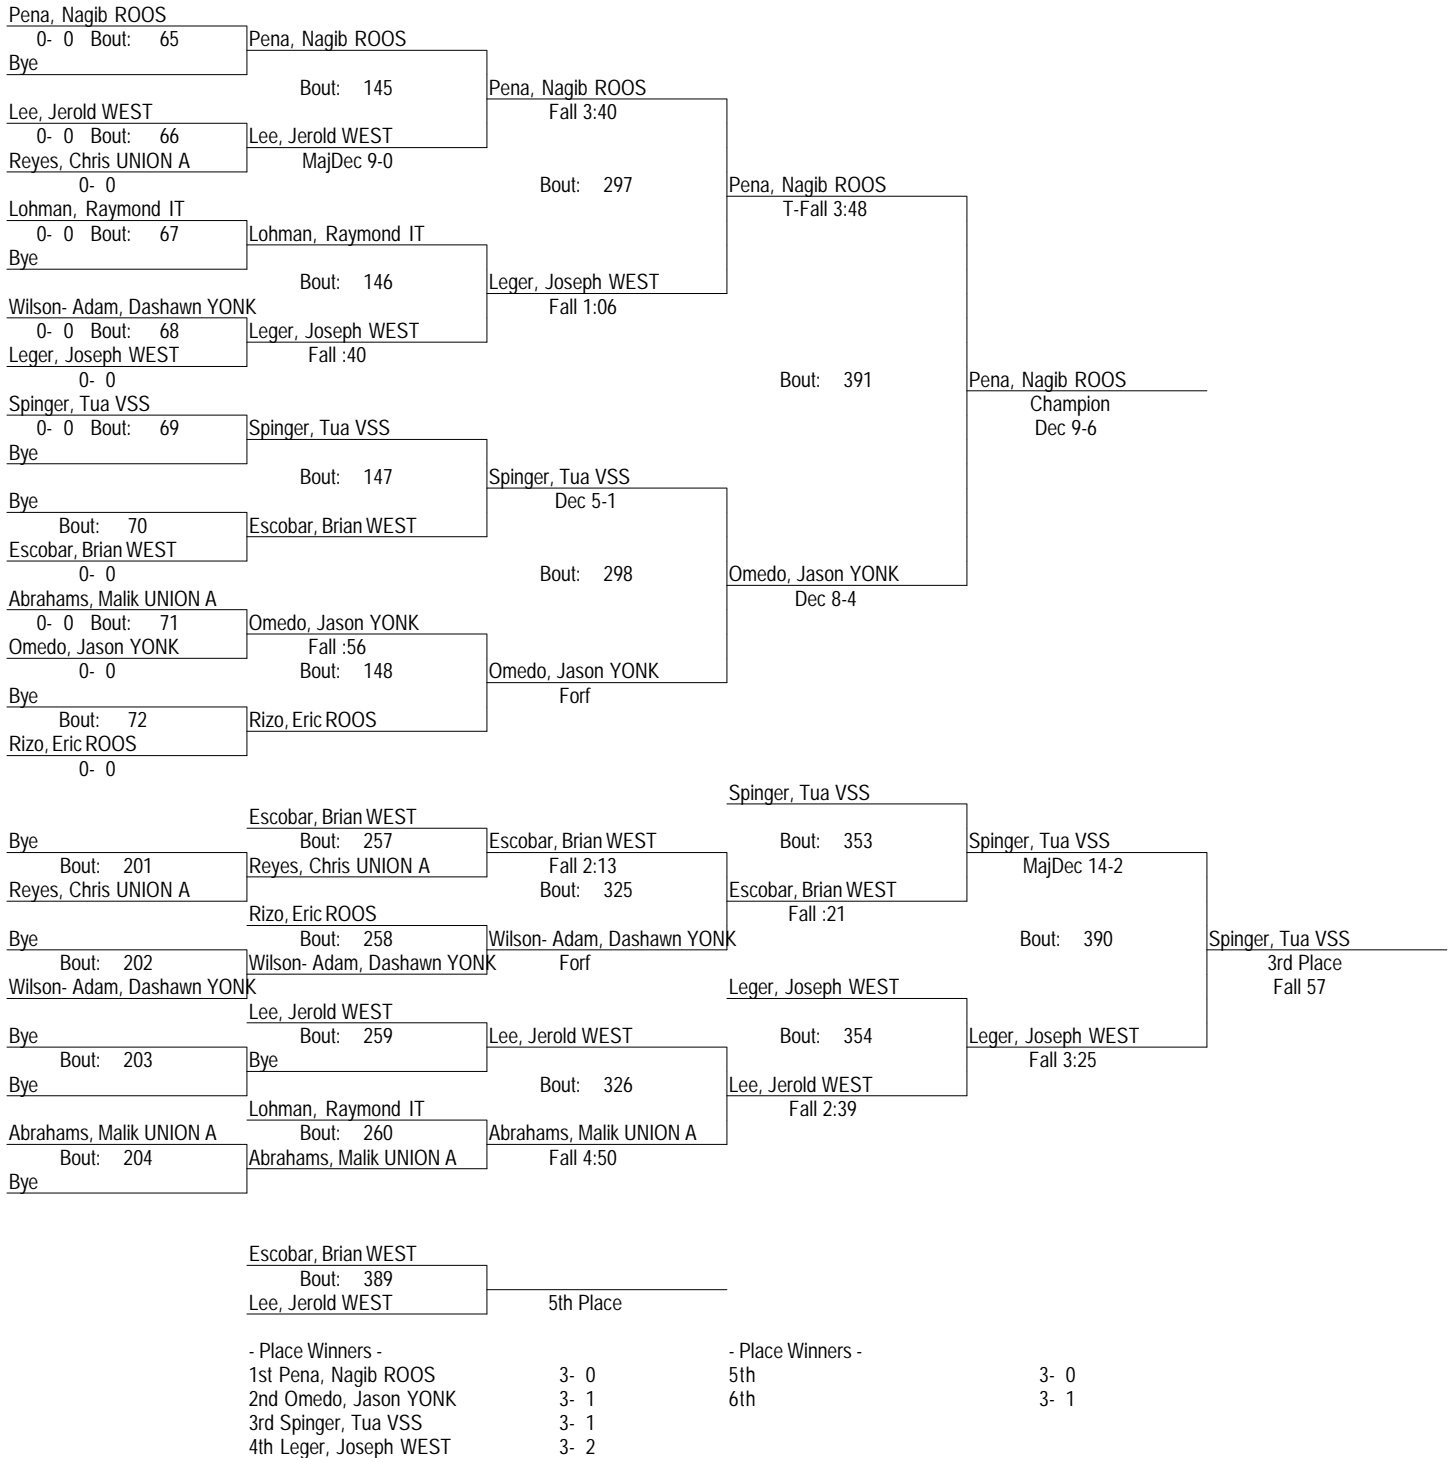 Pena, Nagib ROOS
0- 0 Bout: 65 Pena, Nagib ROOS
Bye
Bout: 145 Pena, Nagib ROOS
Lee, Jerold WEST Fall 3:40
0- 0 Bout: 66 Lee, Jerold WEST
Reyes, Chris UNION A MajDec 9-0
0- 0 Bout: 297 Pena, Nagib ROOS
Lohman, Raymond IT T-Fall 3:48
0- 0 Bout: 67 Lohman, Raymond IT
Bye
Bout: 146 Leger, Joseph WEST
Wilson- Adam, Dashawn YONK Fall 1:06
0- 0 Bout: 68 Leger, Joseph WEST
Leger, Joseph WEST Fall :40
0- 0 Bout: 391 Pena, Nagib ROOS
Spinger, Tua VSS Champion
0- 0 Bout: 69 Spinger, Tua VSS Dec 9-6
Bye
Bout: 147 Spinger, Tua VSS
Bye Dec 5-1
Bout: 70 Escobar, Brian WEST
Escobar, Brian WEST
0- 0 Bout: 298 Omedo, Jason YONK
Abrahams, Malik UNION A Dec 8-4
0- 0 Bout: 71 Omedo, Jason YONK
Omedo, Jason YONK Fall :56
0- 0 Bout: 148 Omedo, Jason YONK
Bye Forf
Bout: 72 Rizo, Eric ROOS
Rizo, Eric ROOS
0- 0
Spinger, Tua VSS
Escobar, Brian WEST
Bye Bout: 257 Escobar, Brian WEST Bout: 353 Spinger, Tua VSS
Bout: 201 Reyes, Chris UNION A Fall 2:13 MajDec 14-2
Reyes, Chris UNION A Bout: 325 Escobar, Brian WEST
Rizo, Eric ROOS Fall :21
Bye Bout: 258 Wilson- Adam, Dashawn YONK Bout: 390 Spinger, Tua VSS
Bout: 202 Wilson- Adam, Dashawn YONK Forf 3rd Place
Wilson- Adam, Dashawn YONK Leger, Joseph WEST Fall 57
Lee, Jerold WEST
Bye Bout: 259 Lee, Jerold WEST Bout: 354 Leger, Joseph WEST
Bout: 203 Bye Fall 3:25
Bye Bout: 326 Lee, Jerold WEST
Lohman, Raymond IT Fall 2:39
Abrahams, Malik UNION A Bout: 260 Abrahams, Malik UNION A
Bout: 204 Abrahams, Malik UNION A Fall 4:50
Bye
Escobar, Brian WEST
Bout: 389
Lee, Jerold WEST 5th Place
- Place Winners - - Place Winners -
1st Pena, Nagib ROOS 3- 0 5th 3- 0
2nd Omedo, Jason YONK 3- 1 6th 3- 1
3rd Spinger, Tua VSS 3- 1
4th Leger, Joseph WEST 3- 2